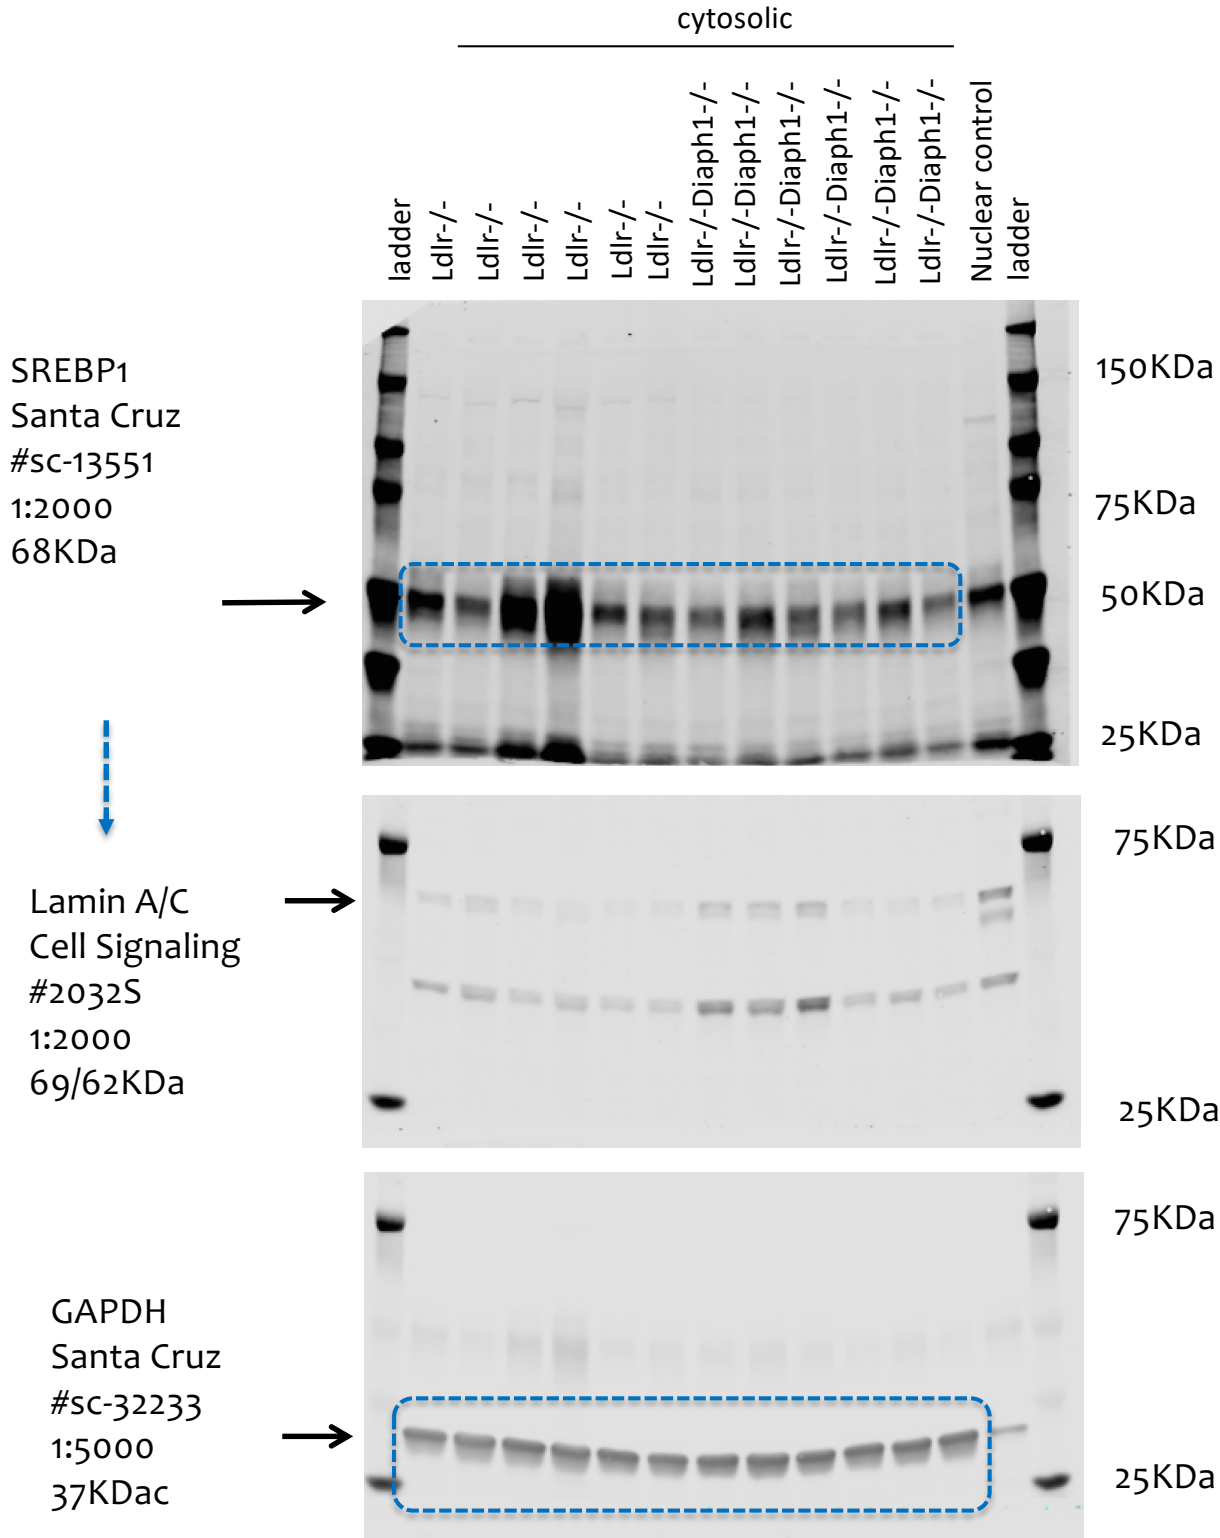 cytosolic
ladder
Ldlr-/-
Ldlr-/-
Ldlr-/-
Ldlr-/-
Ldlr-/-
Ldlr-/-
Ldlr-/-Diaph1-/-
Ldlr-/-Diaph1-/-
Ldlr-/-Diaph1-/-
Ldlr-/-Diaph1-/-
Ldlr-/-Diaph1-/-
Ldlr-/-Diaph1-/-
Nuclear control
ladder
SREBP1
Santa Cruz
#sc-13551
1:2000
68KDa
150KDa
75KDa
50KDa
25KDa
Lamin A/C
Cell Signaling
#2032S
1:2000
69/62KDa
75KDa
25KDa
GAPDH
Santa Cruz
#sc-32233
1:5000
37KDac
75KDa
25KDa